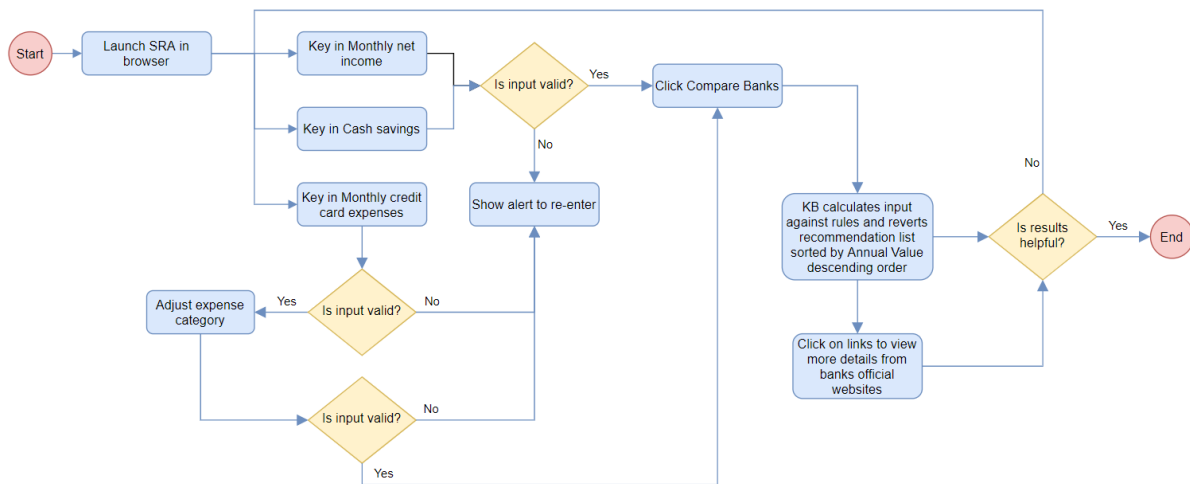 Start
Launch SRA in
browser
Key in Monthly net
income
Is input valid?
Yes
Click Compare Banks
Key in Cash savings
No
Key in Monthly credit
card expenses
Show alert to re-enter
No
KB calculates input
against rules and reverts
recommendation list
sorted by Annual Value
descending order
Is results
helpful?
Yes
End
Adjust expense
category
Yes
Is input valid?
No
Click on links to view
more details from
banks official
websites
Is input valid?
No
Yes